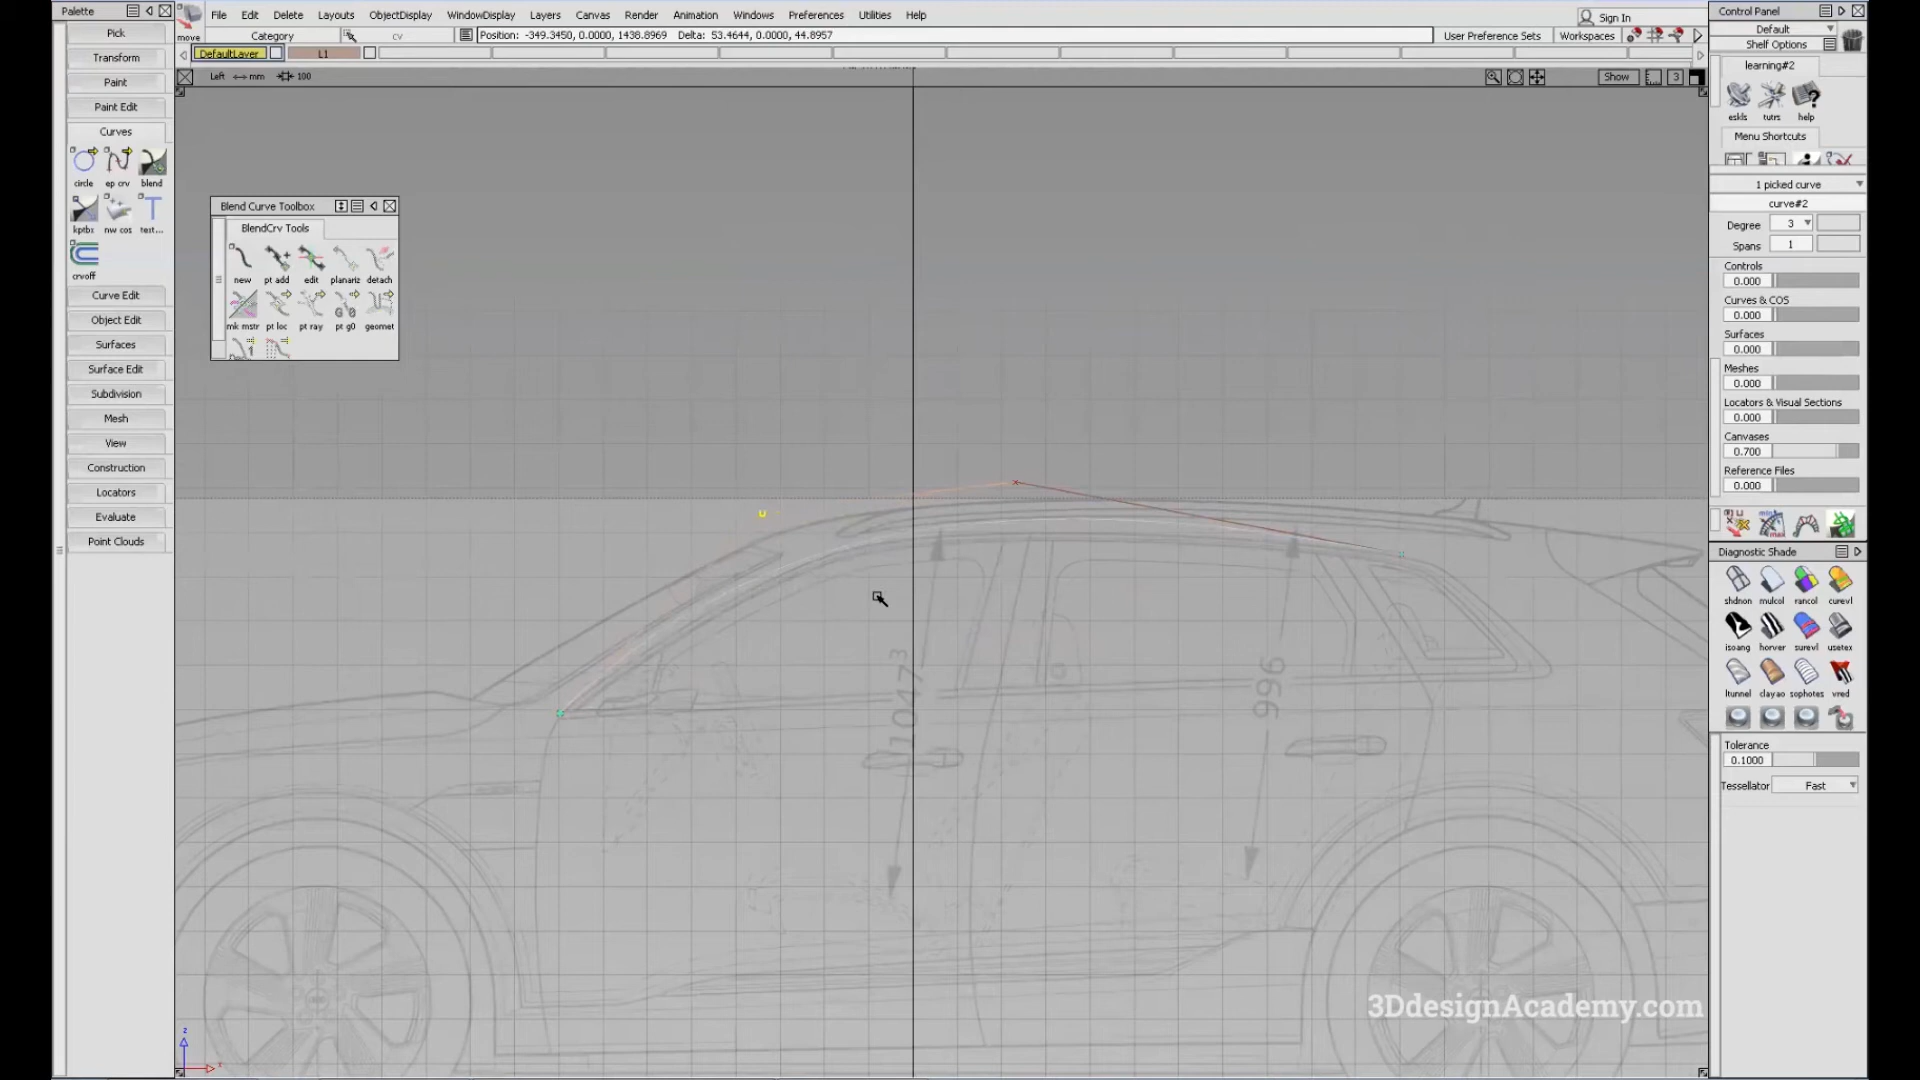 Palette
Pick
Transform
Paint
Paint Edit
Curves
circle
ep crv
blend
kptbx
nw cos
text...
crvoff
Curve Edit
Object Edit
Surfaces
Surface Edit
Subdivision
Mesh
View
Construction
Locators
Evaluate
Point Clouds
move
File Edit Delete Layouts ObjectDisplay WindowDisplay Layers Canvas Render Animation Windows Preferences Utilities Help
Sign In
Category
cv
Position: -349.3450, 0.0000, 1438.8969 Delta: 53.4644, 0.0000, 44.8957
User Preference Sets
Workspaces
DefaultLayer
L1
Left
mm
100
Show
3
Blend Curve Toolbox
BlendCrv Tools
new pt add edit planariz detach
mk mstr pt loc pt ray pt g0 geomet
U
1047³
996
3DdesignAcademy.com
Z
Control Panel
Default
Shelf Options
learning#2
eskls tutrs help
Menu Shortcuts
1 picked curve
curve#2
Degree 3
Spans 1
Controls
0.000
Curves & COS
0.000
Surfaces
0.000
Meshes
0.000
Locators & Visual Sections
0.000
Canvases
0.700
Reference Files
0.000
Diagnostic Shade
shdnon mulcol rancol curevl
isoang horver surevl usetex
ltunnel clayao sophotes vred
Tolerance
0.1000
Tessellator Fast